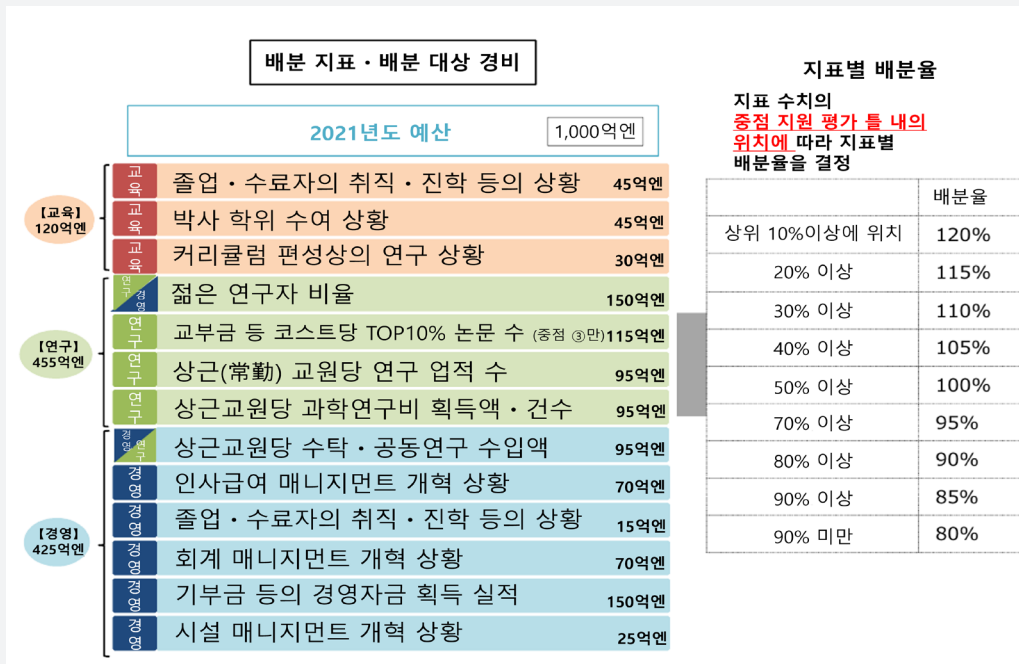 배분 지표・배분 대상 경비
2021년도 예산
1,000억엔
【교육】
120억엔
교육
졸업・수료자의 취직・진학 등의 상황
45억엔
교육
박사 학위 수여 상황
45억엔
교육
커리큘럼 편성상의 연구 상황
30억엔
【연구】
455억엔
연구
경영
젊은 연구자 비율
150억엔
연구
교부금 등 코스트당 TOP10% 논문 수 (중점 ③만)
115억엔
연구
상근(常勤) 교원당 연구 업적 수
95억엔
연구
상근교원당 과학연구비 획득액・건수
95억엔
【경영】
425억엔
경영
연구
상근교원당 수탁・공동연구 수입액
95억엔
경영
인사급여 매니지먼트 개혁 상황
70억엔
경영
졸업・수료자의 취직・진학 등의 상황
15억엔
경영
회계 매니지먼트 개혁 상황
70억엔
경영
기부금 등의 경영자금 획득 실적
150억엔
경영
시설 매니지먼트 개혁 상황
25억엔
지표별 배분율
지표 수치의
중점 지원 평가 틀 내의
위치에 따라 지표별
배분율을 결정
배분율
상위 10%이상에 위치 120%
20% 이상 115%
30% 이상 110%
40% 이상 105%
50% 이상 100%
70% 이상 95%
80% 이상 90%
90% 이상 85%
90% 미만 80%